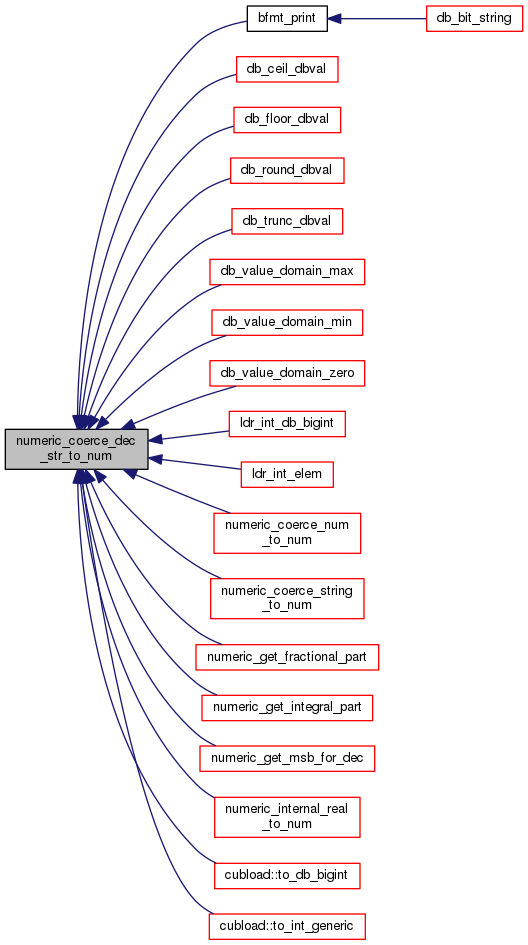 bfmt_print
db_bit_string
db_ceil_dbval
db_floor_dbval
db_round_dbval
db_trunc_dbval
db_value_domain_max
db_value_domain_min
db_value_domain_zero
ldr_int_db_bigint
numeric_coerce_dec
_str_to_num
ldr_int_elem
numeric_coerce_num
_to_num
numeric_coerce_string
_to_num
numeric_get_fractional_part
numeric_get_integral_part
numeric_get_msb_for_dec
numeric_internal_real
_to_num
cubload::to_db_bigint
cubload::to_int_generic